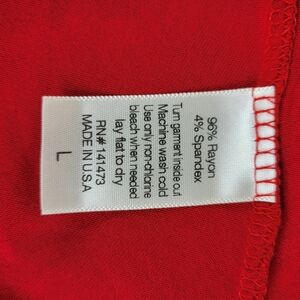 96% Rayon
4% Spandex
Turn garment inside out
Machine wash cold
Use only non-chlorine
bleach when needed
lay flat to dry
RN# 141473
MADE IN U.S.A
L